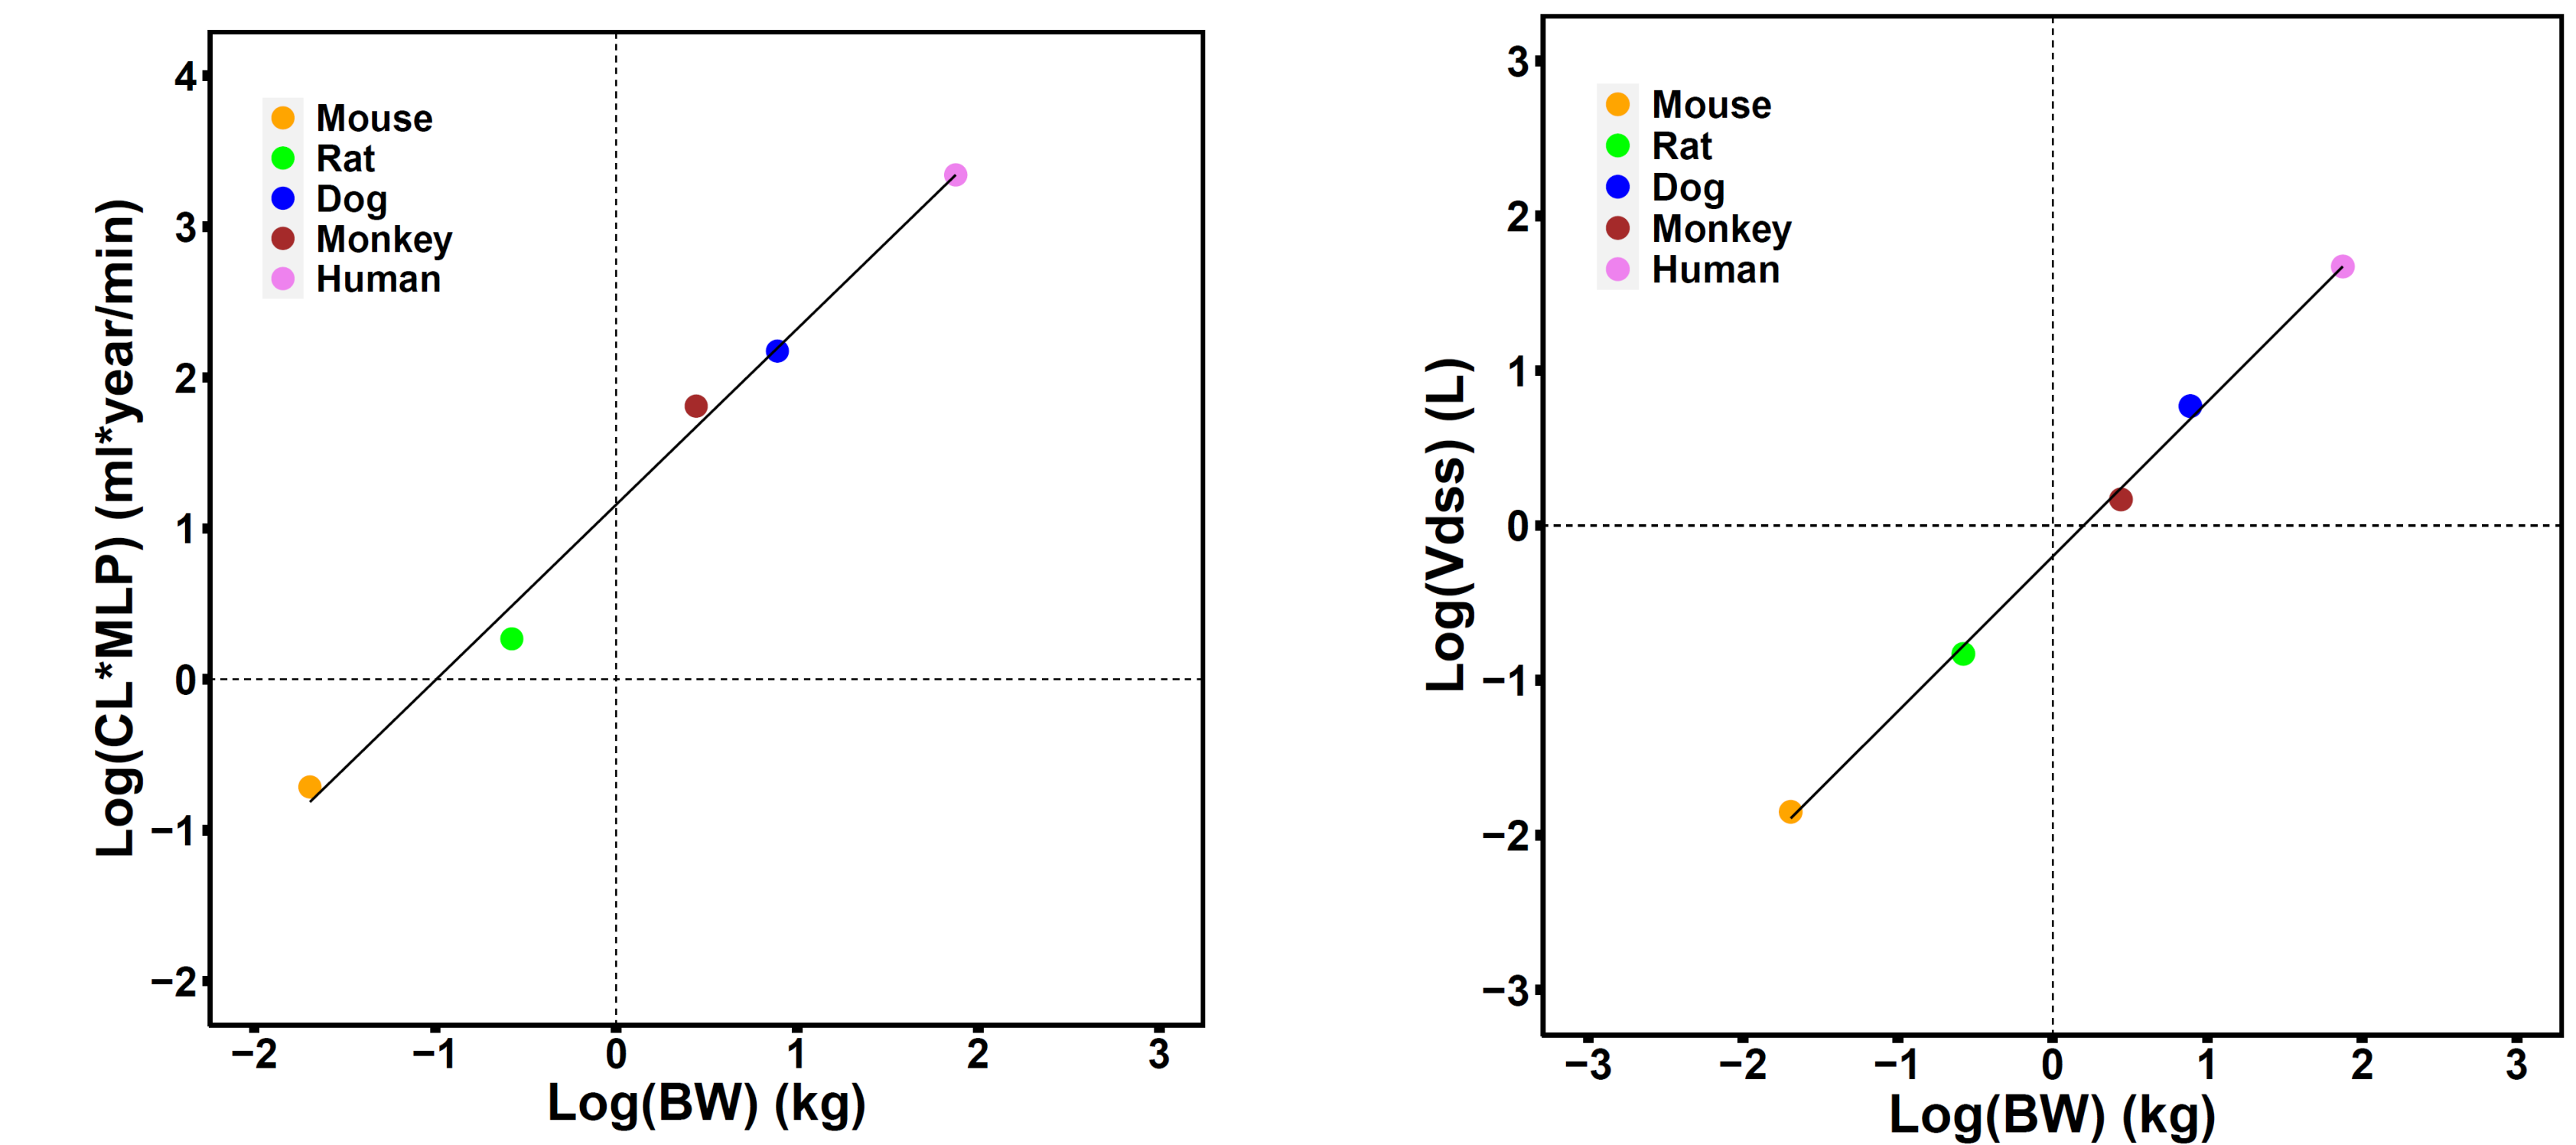 Log(CL*MLP) (ml*year/min)
4
3
2
1
0
−1
−2
Mouse
Rat
Dog
Monkey
Human
−2 −1 0 1 2 3
Log(BW) (kg)
Log(Vdss) (L)
3
2
1
0
−1
−2
−3
Mouse
Rat
Dog
Monkey
Human
−3 −2 −1 0 1 2 3
Log(BW) (kg)